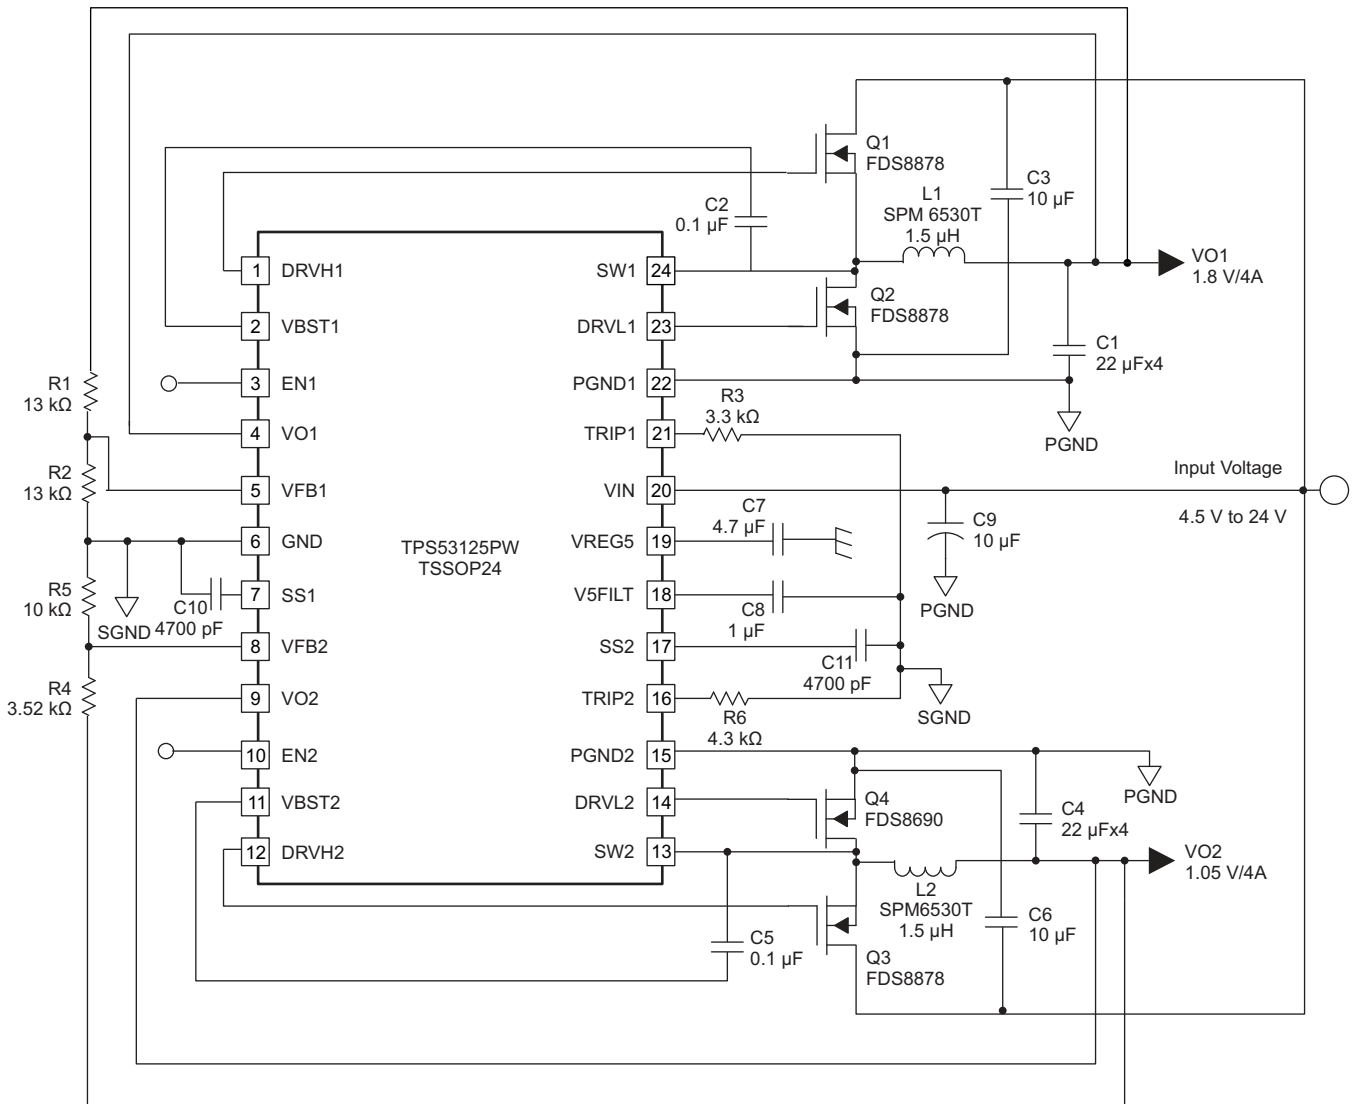 Q1
FDS8878
C3
10 µF
L1
SPM 6530T
1.5 µH
C2
0.1 µF
1
DRVH1
SW1
24
VO1
1.8 V/4A
Q2
FDS8878
2
VBST1
DRVL1
23
C1
22 µFx4
R1
13 kΩ
3
EN1
PGND1
22
R3
3.3 kΩ
PGND
4
VO1
TRIP1
21
R2
13 kΩ
5
VFB1
VIN
20
Input Voltage
4.5 V to 24 V
C7
4.7 µF
C9
10 µF
6
GND
TPS53125PW
TSSOP24
VREG5
19
R5
10 kΩ
SGND
C10
4700 pF
7
SS1
V5FILT
18
C8
1 µF
PGND
8
VFB2
SS2
17
C11
4700 pF
R4
3.52 kΩ
9
VO2
TRIP2
16
R6
4.3 kΩ
SGND
10
EN2
PGND2
15
PGND
11
VBST2
DRVL2
14
Q4
FDS8690
C4
22 µFx4
12
DRVH2
SW2
13
VO2
1.05 V/4A
L2
SPM6530T
1.5 µH
C5
0.1 µF
Q3
FDS8878
C6
10 µF